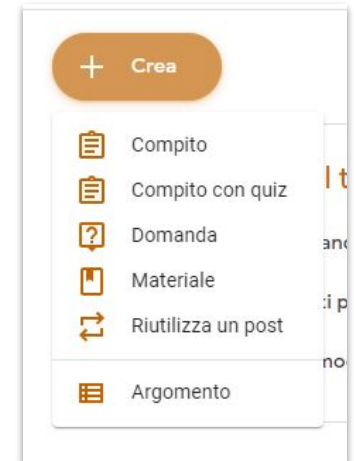 Crea
Compito
Compito con quiz
Domanda
Materiale
Riutilizza un post
Argomento